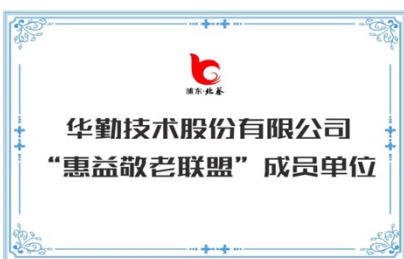 浦东·北蔡
华勤技术股份有限公司
“惠益敬老联盟”成员单位